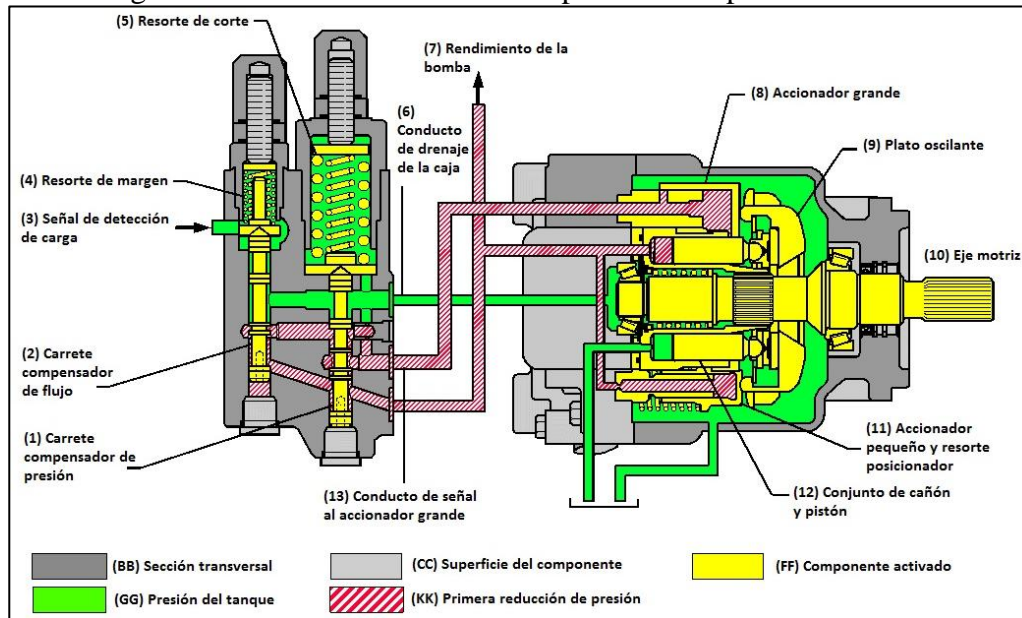 (5) Resorte de corte
(7) Rendimiento de la
bomba
(6)
Conducto
de drenaje
de la caja
(8) Accionador grande
(9) Plato oscilante
(4) Resorte de margen
(3) Señal de detección
de carga
(10) Eje motriz
(2) Carrete
compensador
de flujo
(1) Carrete
compensador de
presión
(13) Conducto de señal
al accionador grande
(11) Accionador
pequeño y resorte
posicionador
(12) Conjunto de cañón
y pistón
(BB) Sección transversal
(CC) Superficie del componente
(FF) Componente activado
(GG) Presión del tanque
(KK) Primera reducción de presión